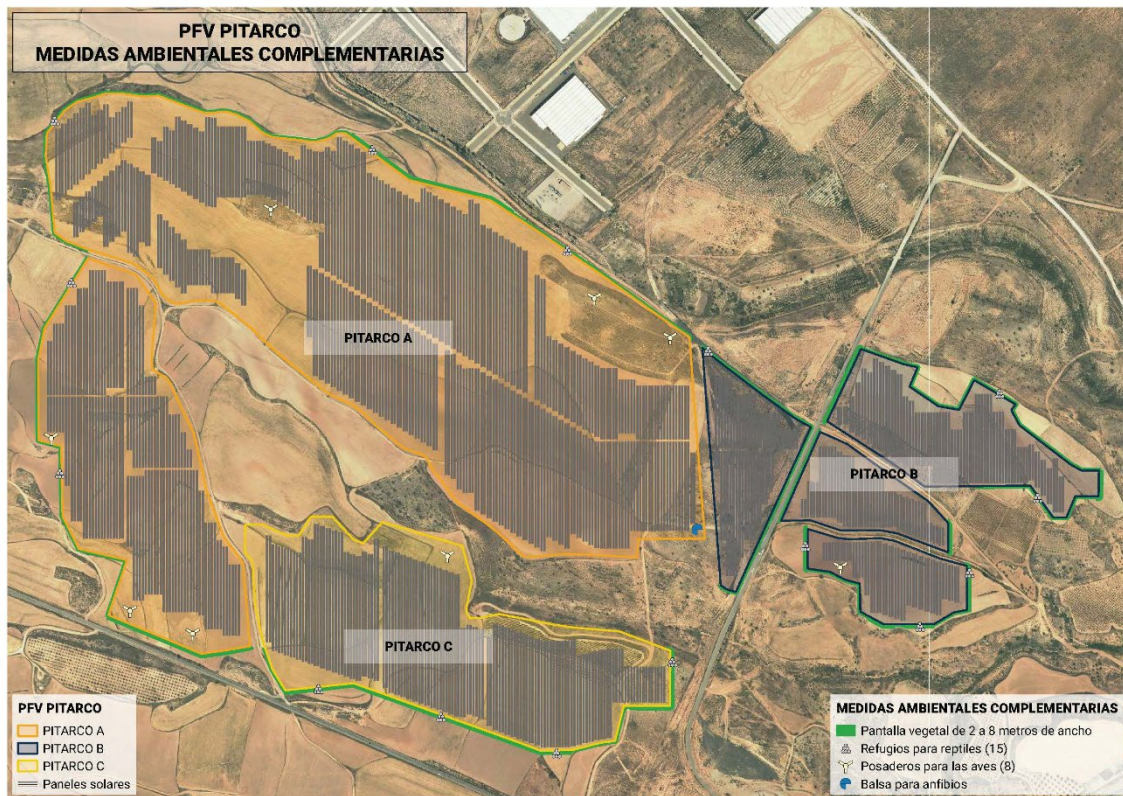 PFV PITARCO
MEDIDAS AMBIENTALES COMPLEMENTARIAS
PITARCO A
PITARCO B
PITARCO C
PFV PITARCO
PITARCO A
PITARCO B
PITARCO C
Paneles solares
MEDIDAS AMBIENTALES COMPLEMENTARIAS
Pantalla vegetal de 2 a 8 metros de ancho
Refugios para reptiles (15)
Posaderos para las aves (8)
Balsa para anfibios